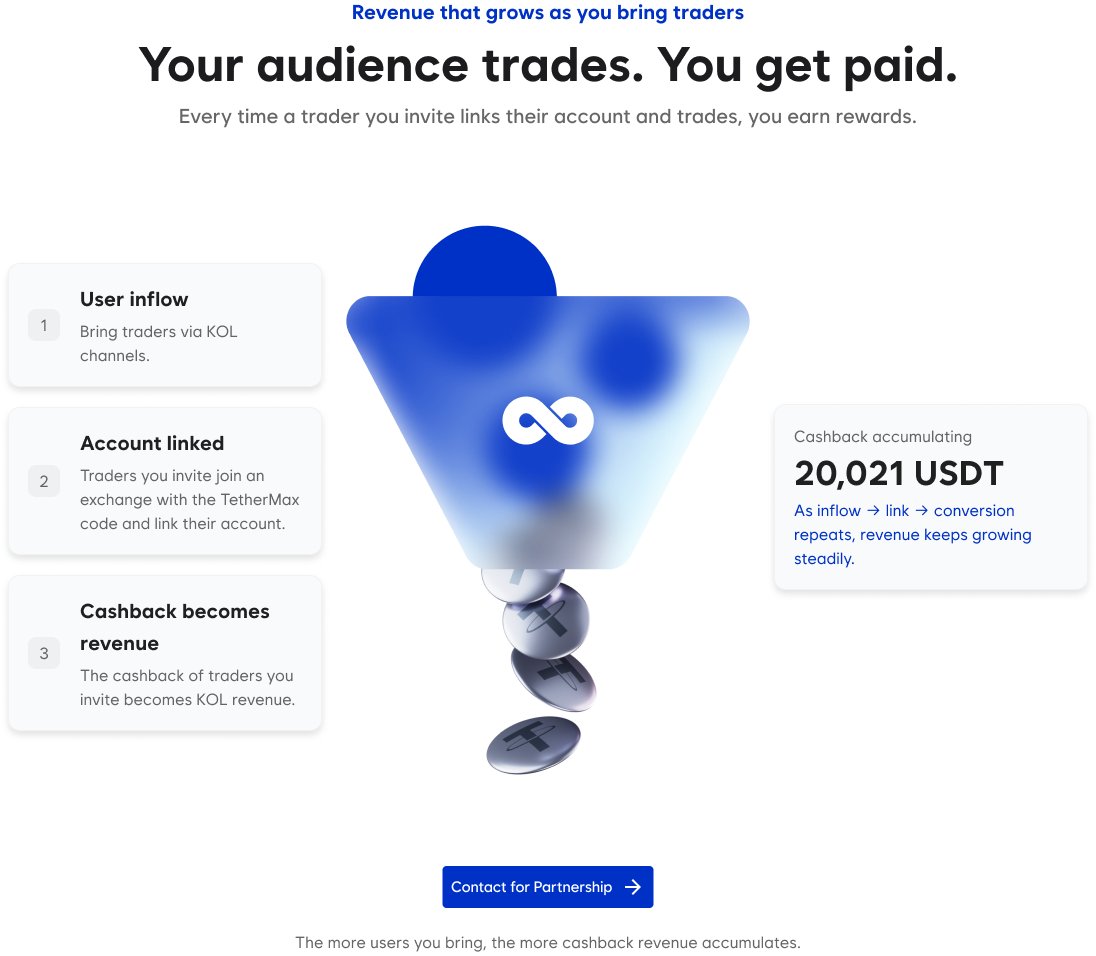 Revenue that grows as you bring traders
Your audience trades. You get paid.
Every time a trader you invite links their account and trades, you earn rewards.
1
User inflow
Bring traders via KOL
channels.
2
Account linked
Traders you invite join an
exchange with the TetherMax
code and link their account.
3
Cashback becomes
revenue
The cashback of traders you
invite becomes KOL revenue.
Cashback accumulating
20,021 USDT
As inflow → link → conversion
repeats, revenue keeps growing
steadily.
Contact for Partnership →
The more users you bring, the more cashback revenue accumulates.